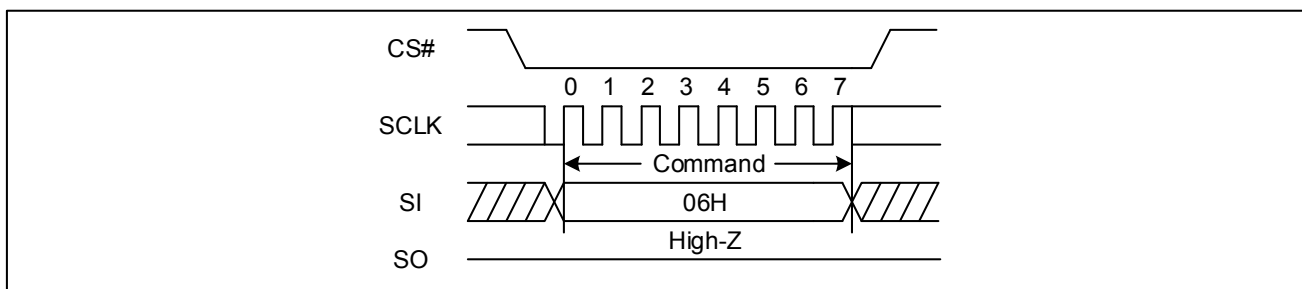 CS#
0 1 2 3 4 5 6 7
SCLK
Command
SI
06H
High-Z
SO